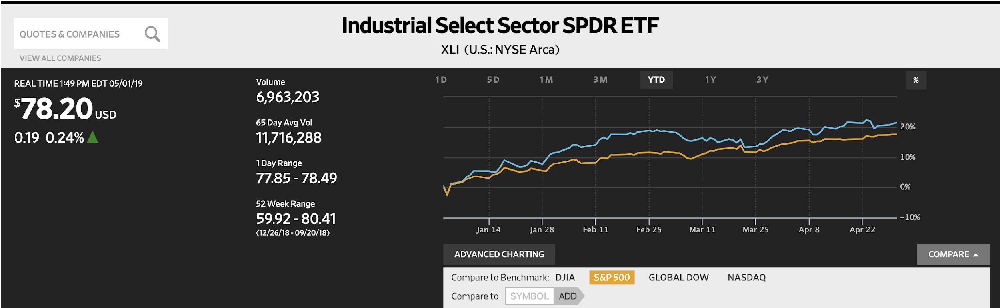 Industrial Select Sector SPDR ETF
QUOTES & COMPANIES
XLI (U.S.: NYSE Arca)
VIEW ALL COMPANIES
REAL TIME 1:49 PM EDT 05/01/19
$78.20 USD
0.19 0.24%
Volume
6,963,203
65 Day Avg Vol
11,716,288
1 Day Range
77.85 - 78.49
52 Week Range
59.92 - 80.41
(12/26/18 - 09/20/18)
1D 5D 1M 3M YTD 1Y 3Y %
20%
10%
0%
-10%
Jan 14 Jan 28 Feb 11 Feb 25 Mar 11 Mar 25 Apr 8 Apr 22
ADVANCED CHARTING COMPARE
Compare to Benchmark: DJIA S&P 500 GLOBAL DOW NASDAQ
Compare to SYMBOL ADD